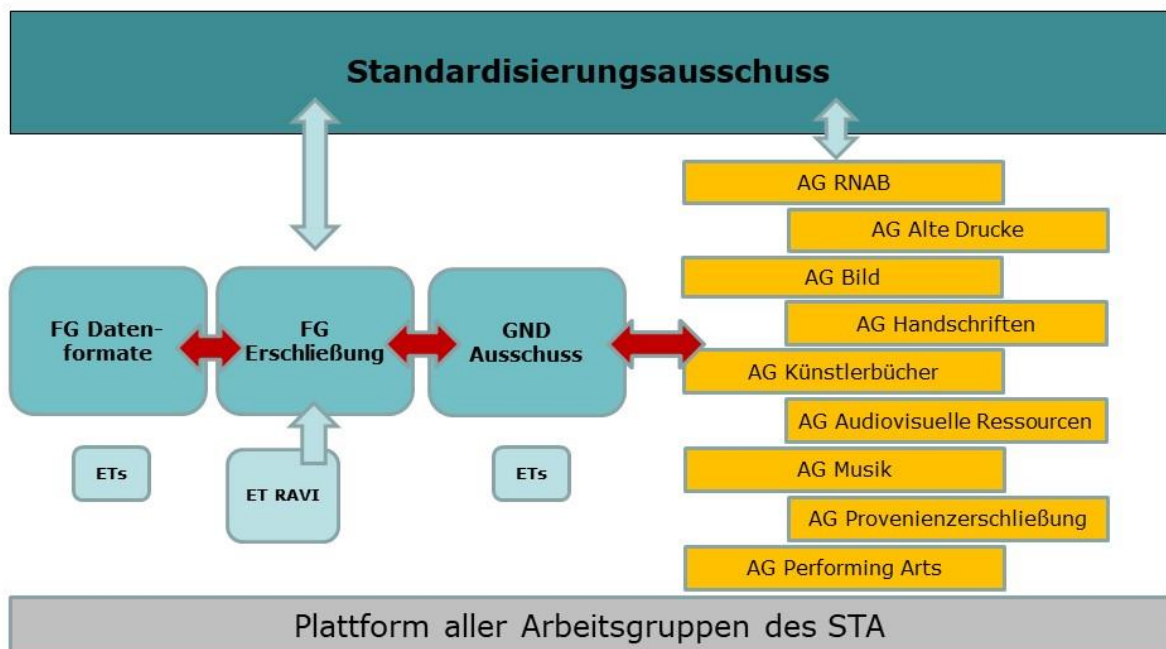 Standardisierungsausschuss
AG RNAB
AG Alte Drucke
AG Bild
AG Handschriften
AG Künstlerbücher
AG Audiovisuelle Ressourcen
AG Musik
AG Provenienzerschließung
AG Performing Arts
FG Daten-
formate
FG
Erschließung
GND
Ausschuss
ETs
ET RAVI
ETs
Plattform aller Arbeitsgruppen des STA